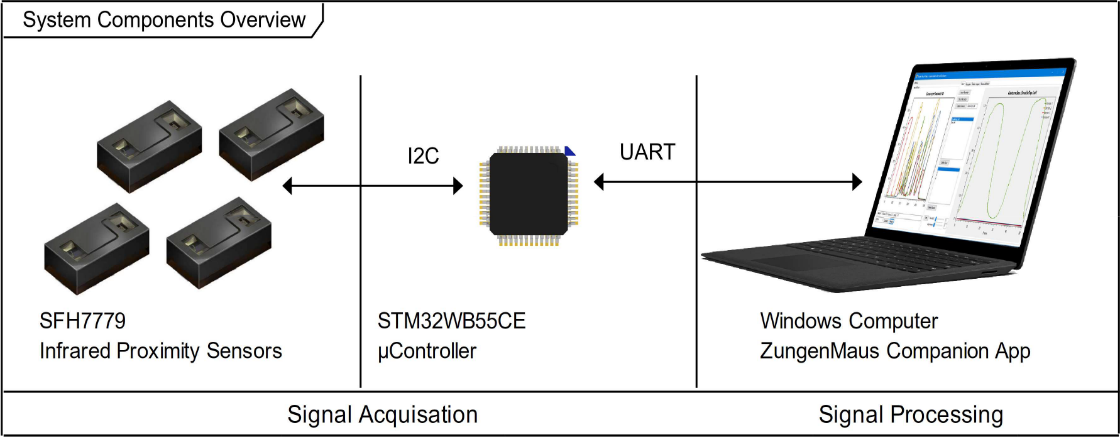 System Components Overview
I2C
UART
SFH7779
Infrared Proximity Sensors
STM32WB55CE
µController
Windows Computer
ZungenMaus Companion App
Signal Acquisation
Signal Processing